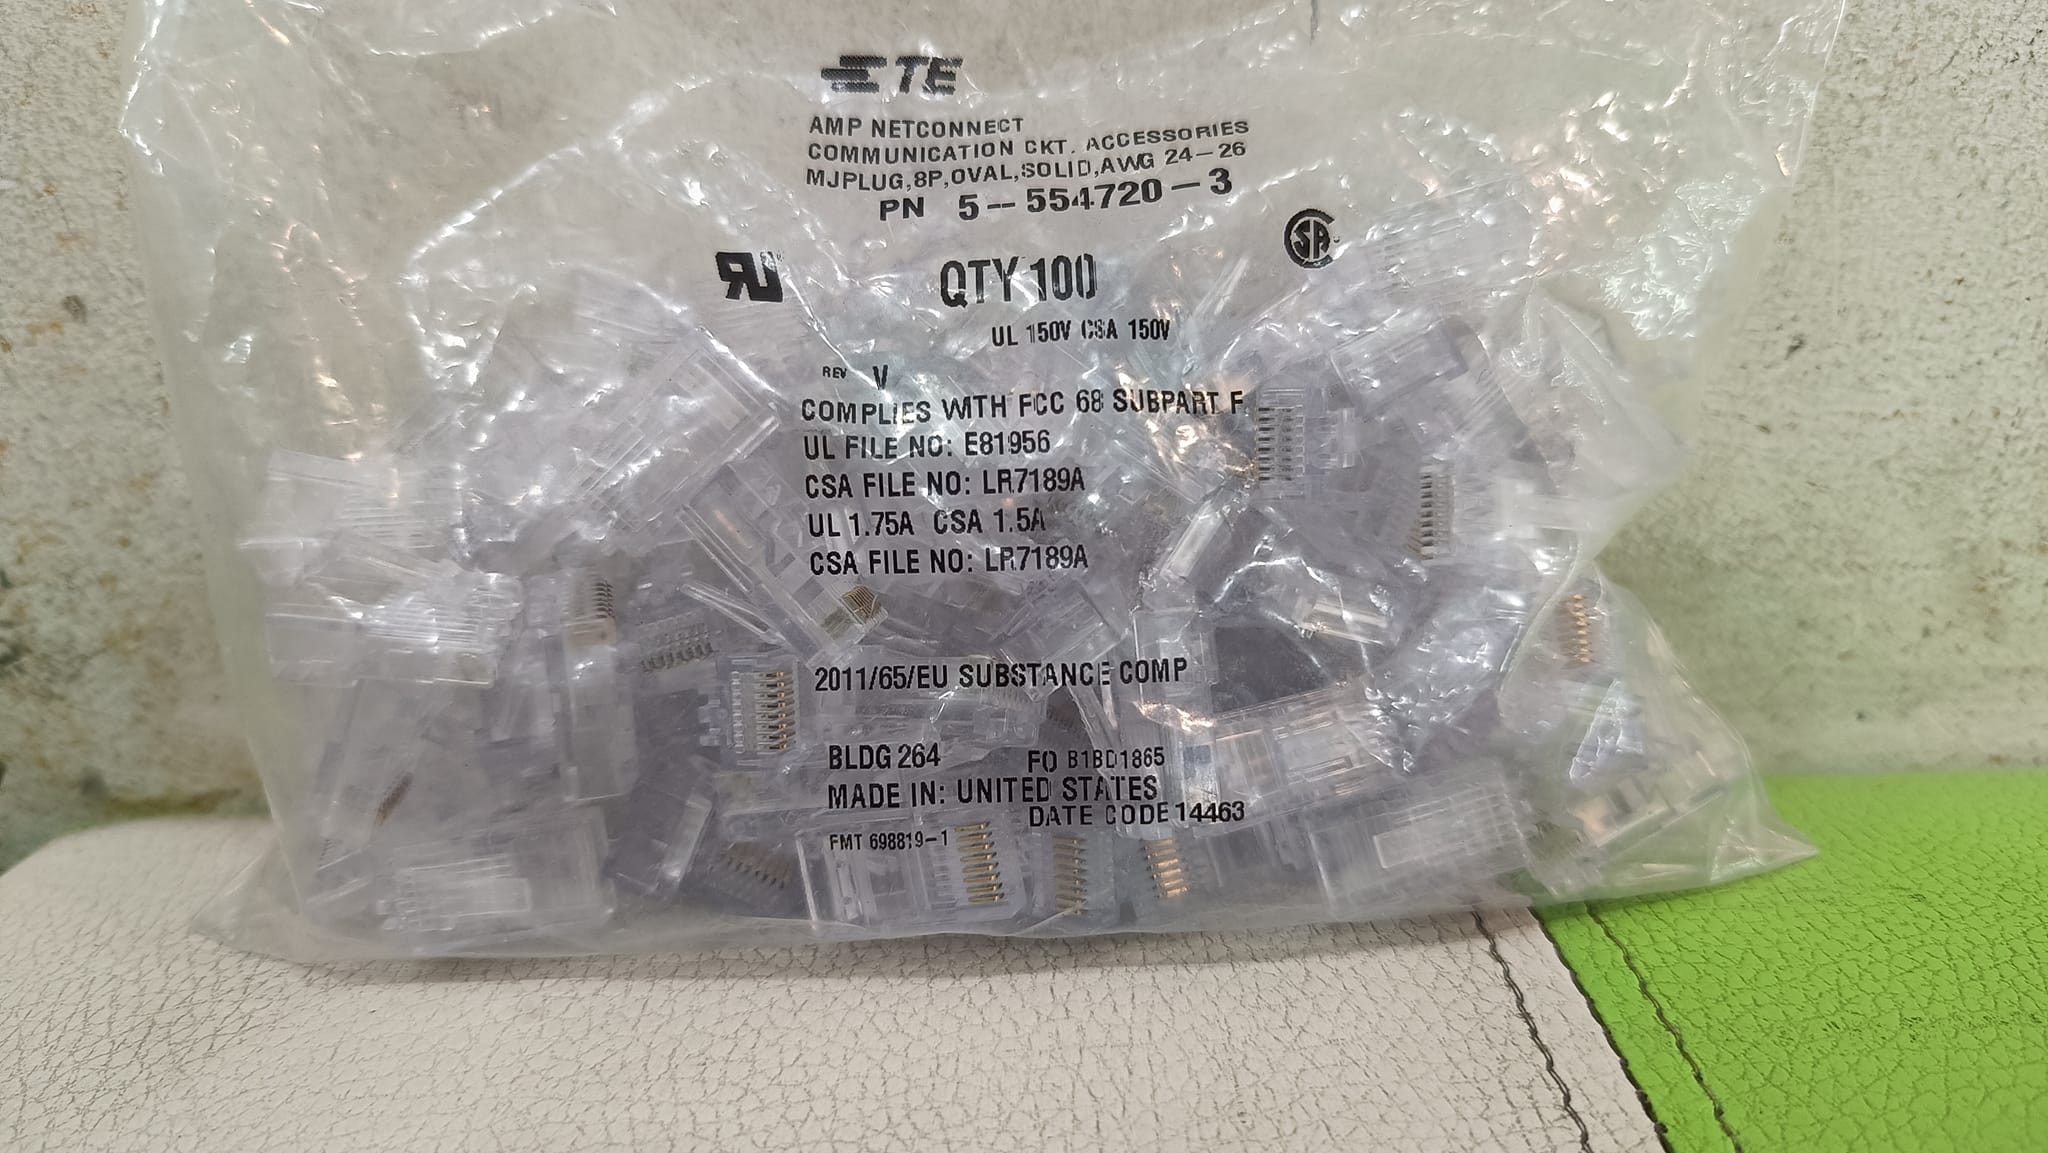 TE
AMP NETCONNECT
COMMUNICATION CKT. ACCESSORIES
MJPLUG,8P,OVAL,SOLID,AWG 24-26
PN 5-554720-3
QTY 100
UL 150V CSA 150V
REV V
COMPLIES WITH FCC 68 SUBPART F
UL FILE NO: E81956
CSA FILE NO: LR7189A
UL 1.75A CSA 1.5A
CSA FILE NO: LR7189A
2011/65/EU SUBSTANCE COMP
BLDG 264 FO B1BD1865
MADE IN: UNITED STATES
DATE CODE 14463
FMT 698819-1